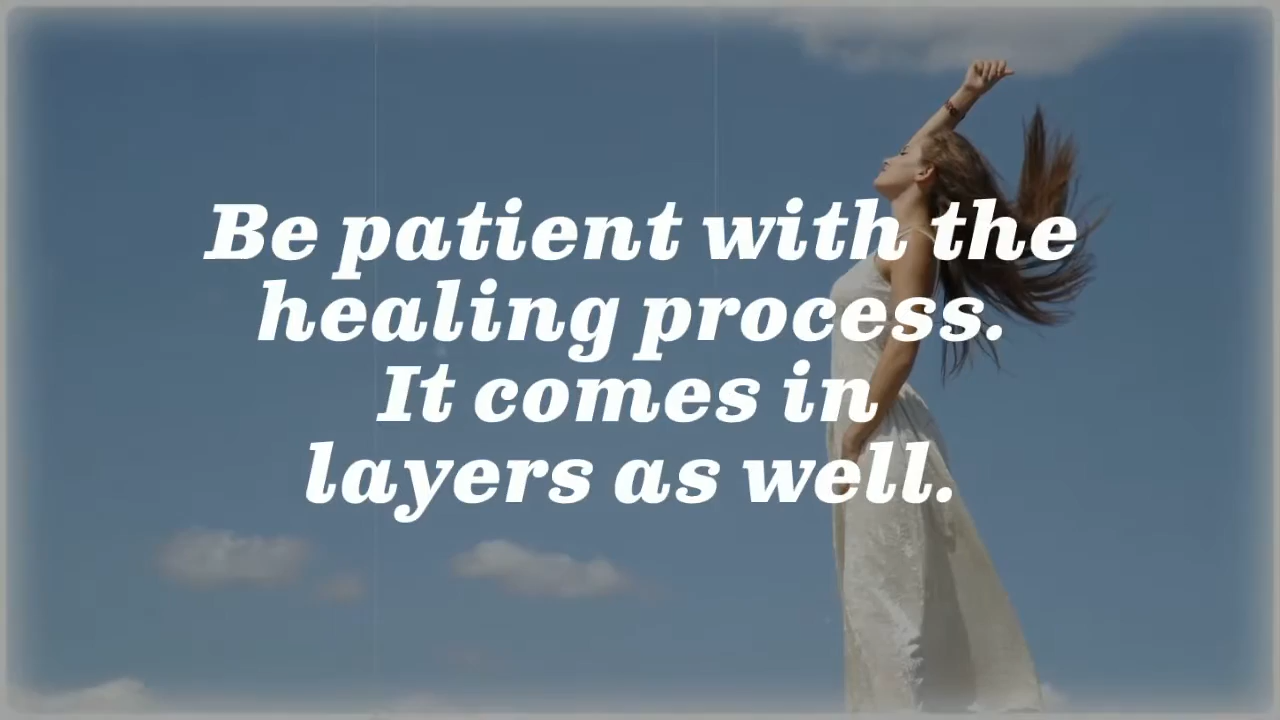 Be patient with the
healing process.
It comes in
layers as well.